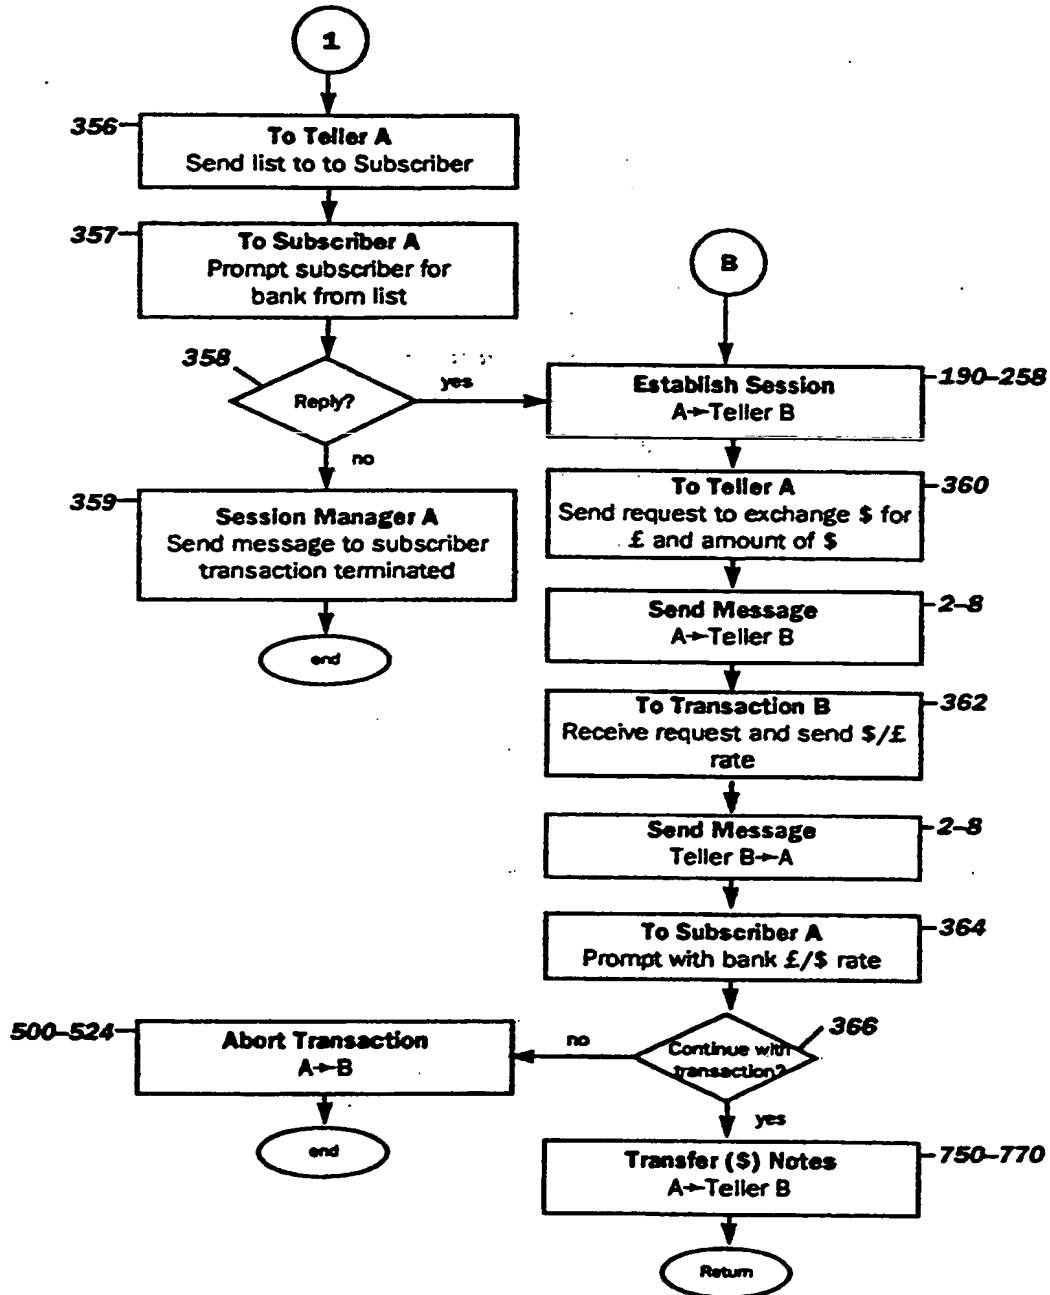 1
356
To Teller A
Send list to to Subscriber
357
To Subscriber A
Prompt subscriber for
bank from list
B
358
Reply?
yes
no
Establish Session
A→Teller B
190–258
359
Session Manager A
Send message to subscriber
transaction terminated
end
To Teller A
Send request to exchange $ for
£ and amount of $
360
Send Message
A→Teller B
2–8
To Transaction B
Receive request and send $/£
rate
362
Send Message
Teller B→A
2–8
To Subscriber A
Prompt with bank £/$ rate
364
Continue with
transaction?
366
no
yes
500–524
Abort Transaction
A→B
end
Transfer ($) Notes
A→Teller B
750–770
Return